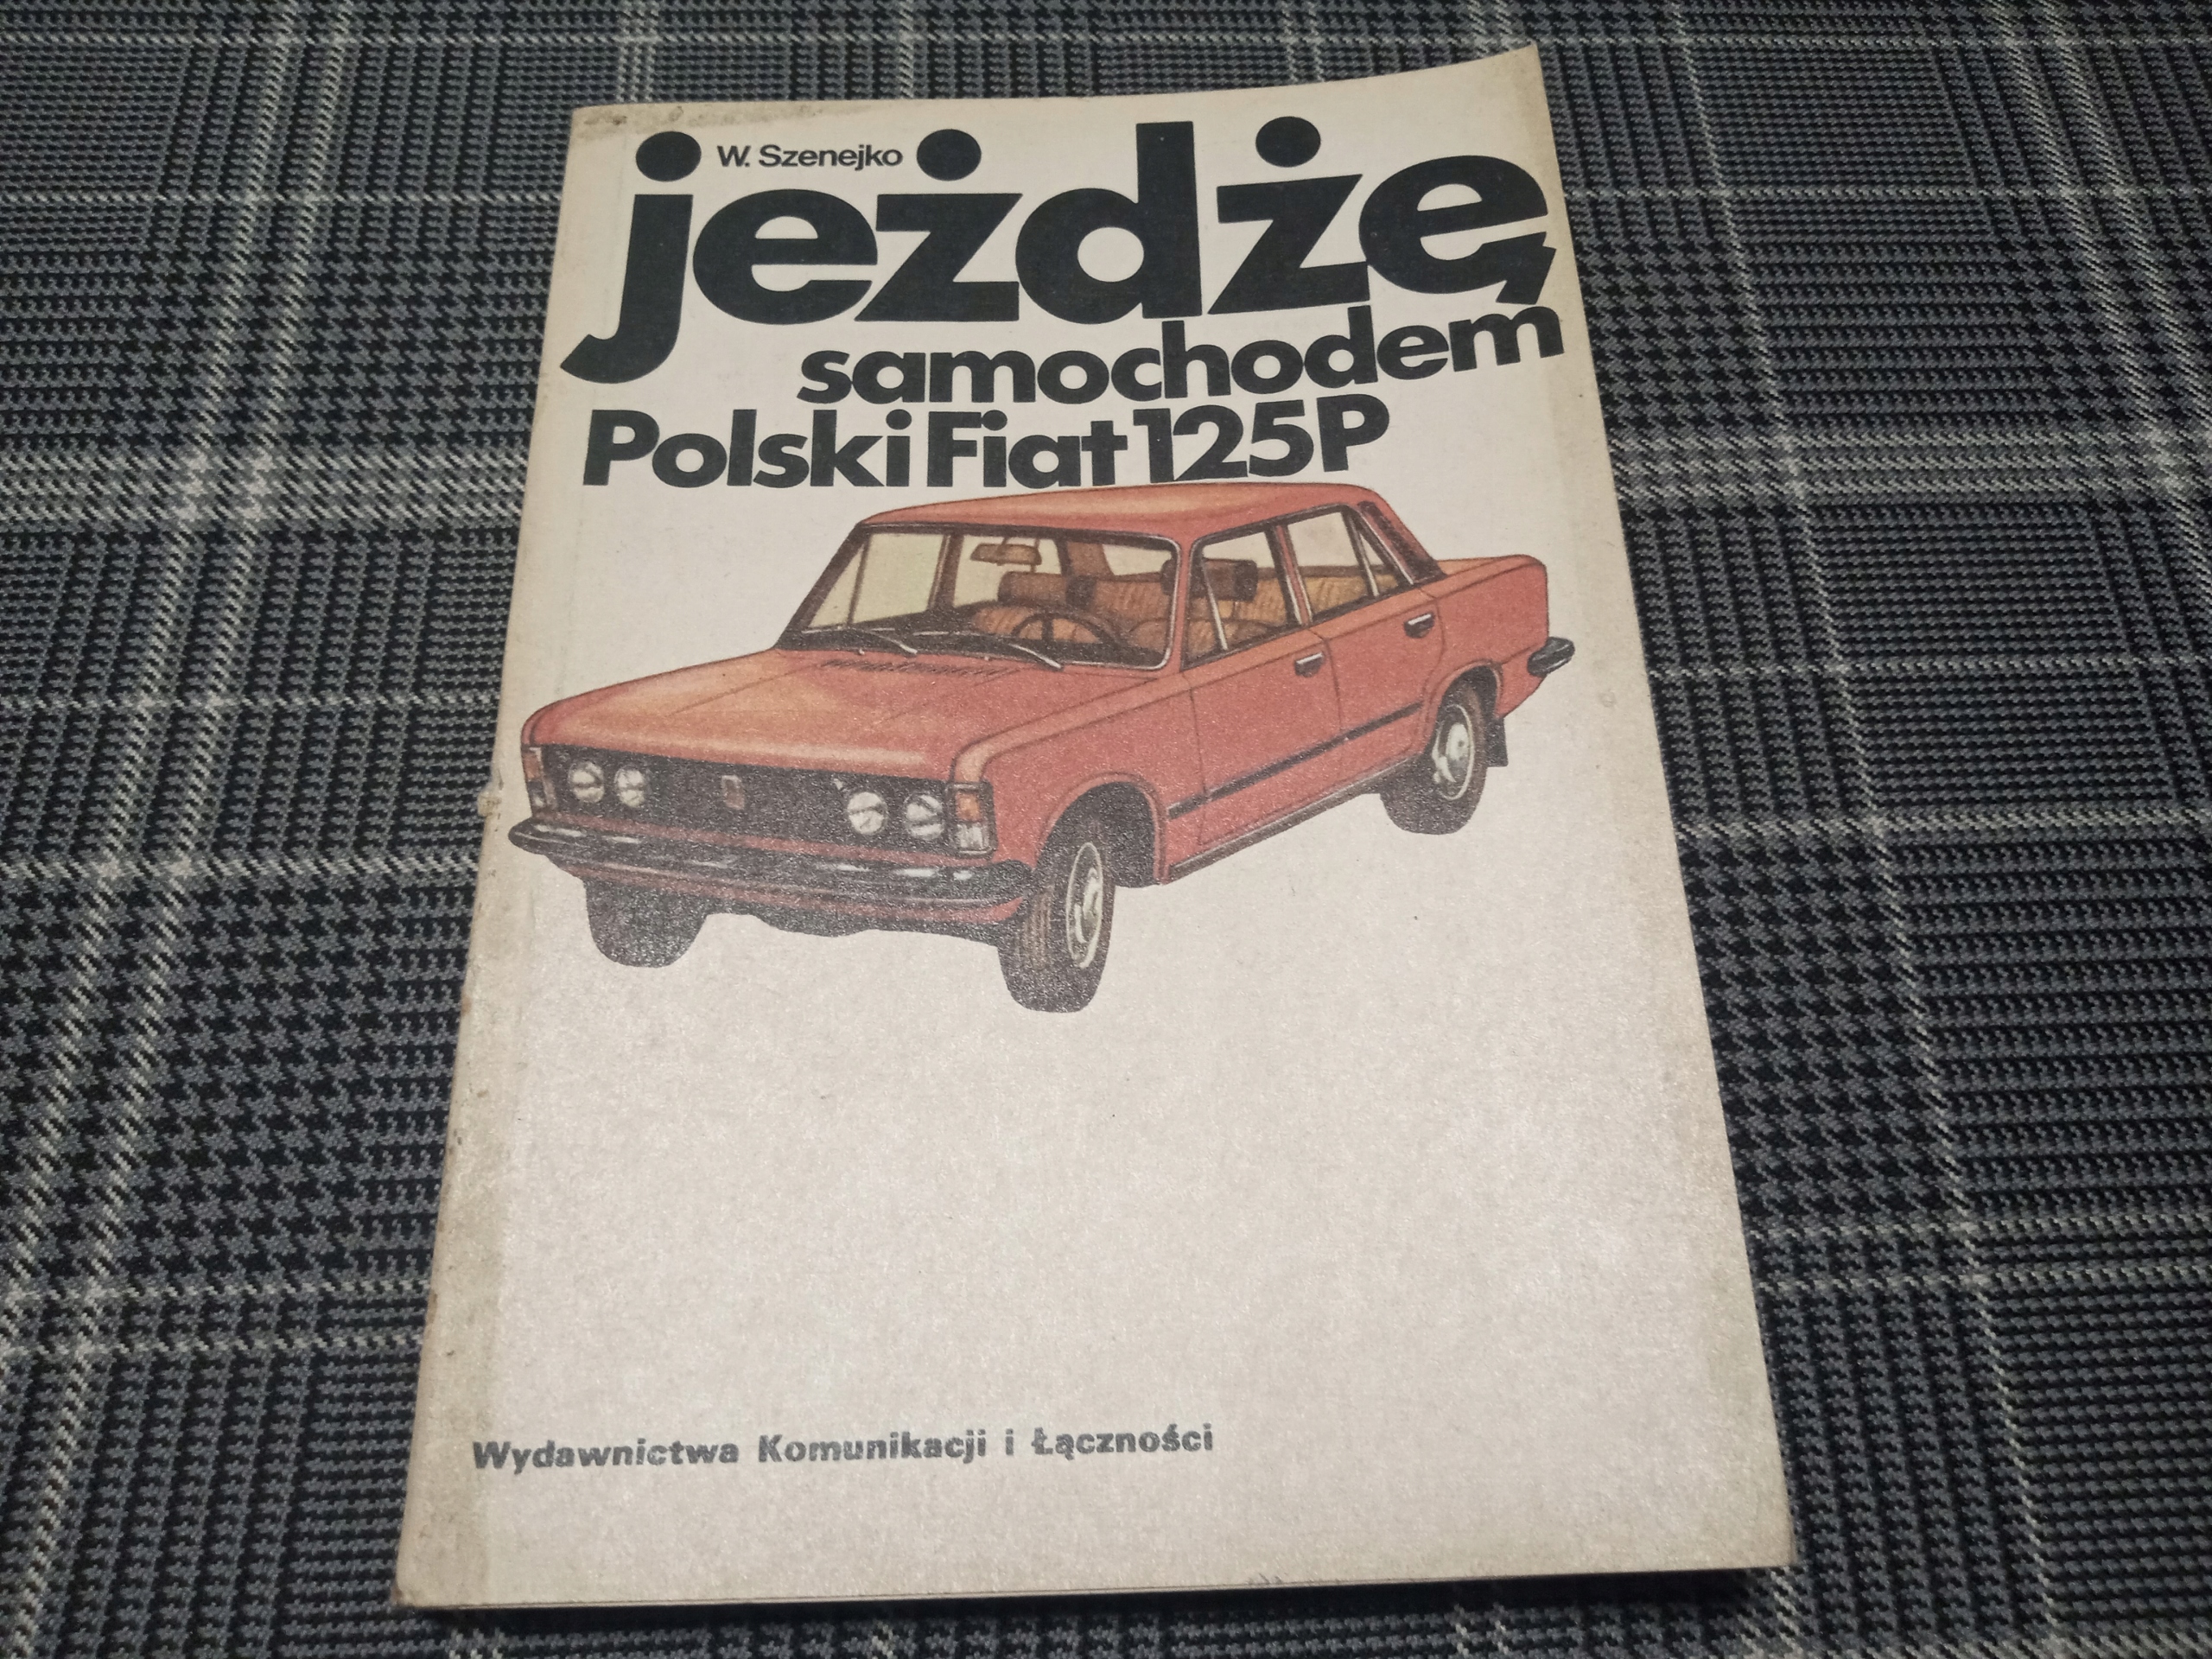 W. Szenejko
jeżdżę
samochodem
Polski Fiat 125P
Wydawnictwa Komunikacji i Łączności